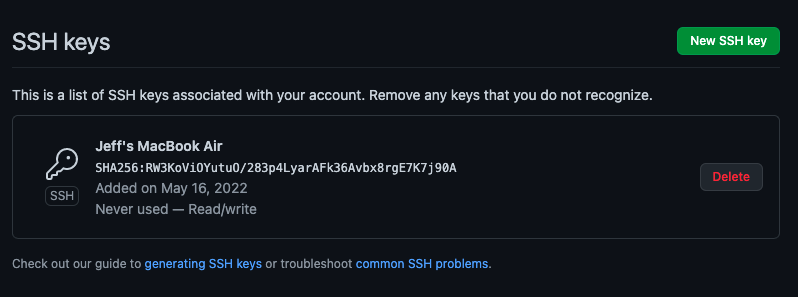 SSH keys
New SSH key
This is a list of SSH keys associated with your account. Remove any keys that you do not recognize.
Jeff's MacBook Air
SHA256:RW3KoViOYutuO/283p4LyarAFk36Avbx8rgE7K7j90A
SSH
Added on May 16, 2022
Never used — Read/write
Delete
Check out our guide to generating SSH keys or troubleshoot common SSH problems.